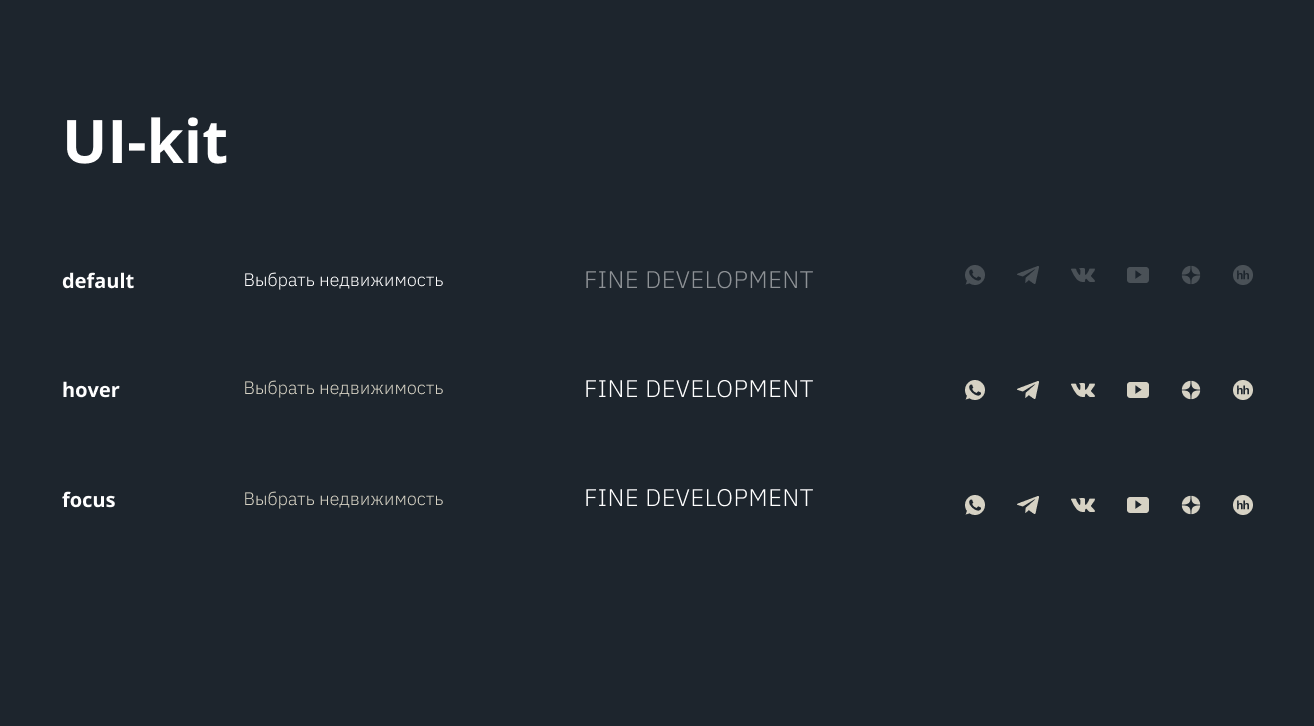 UI-kit
default Выбрать недвижимость FINE DEVELOPMENT hh
hover Выбрать недвижимость FINE DEVELOPMENT hh
focus Выбрать недвижимость FINE DEVELOPMENT hh